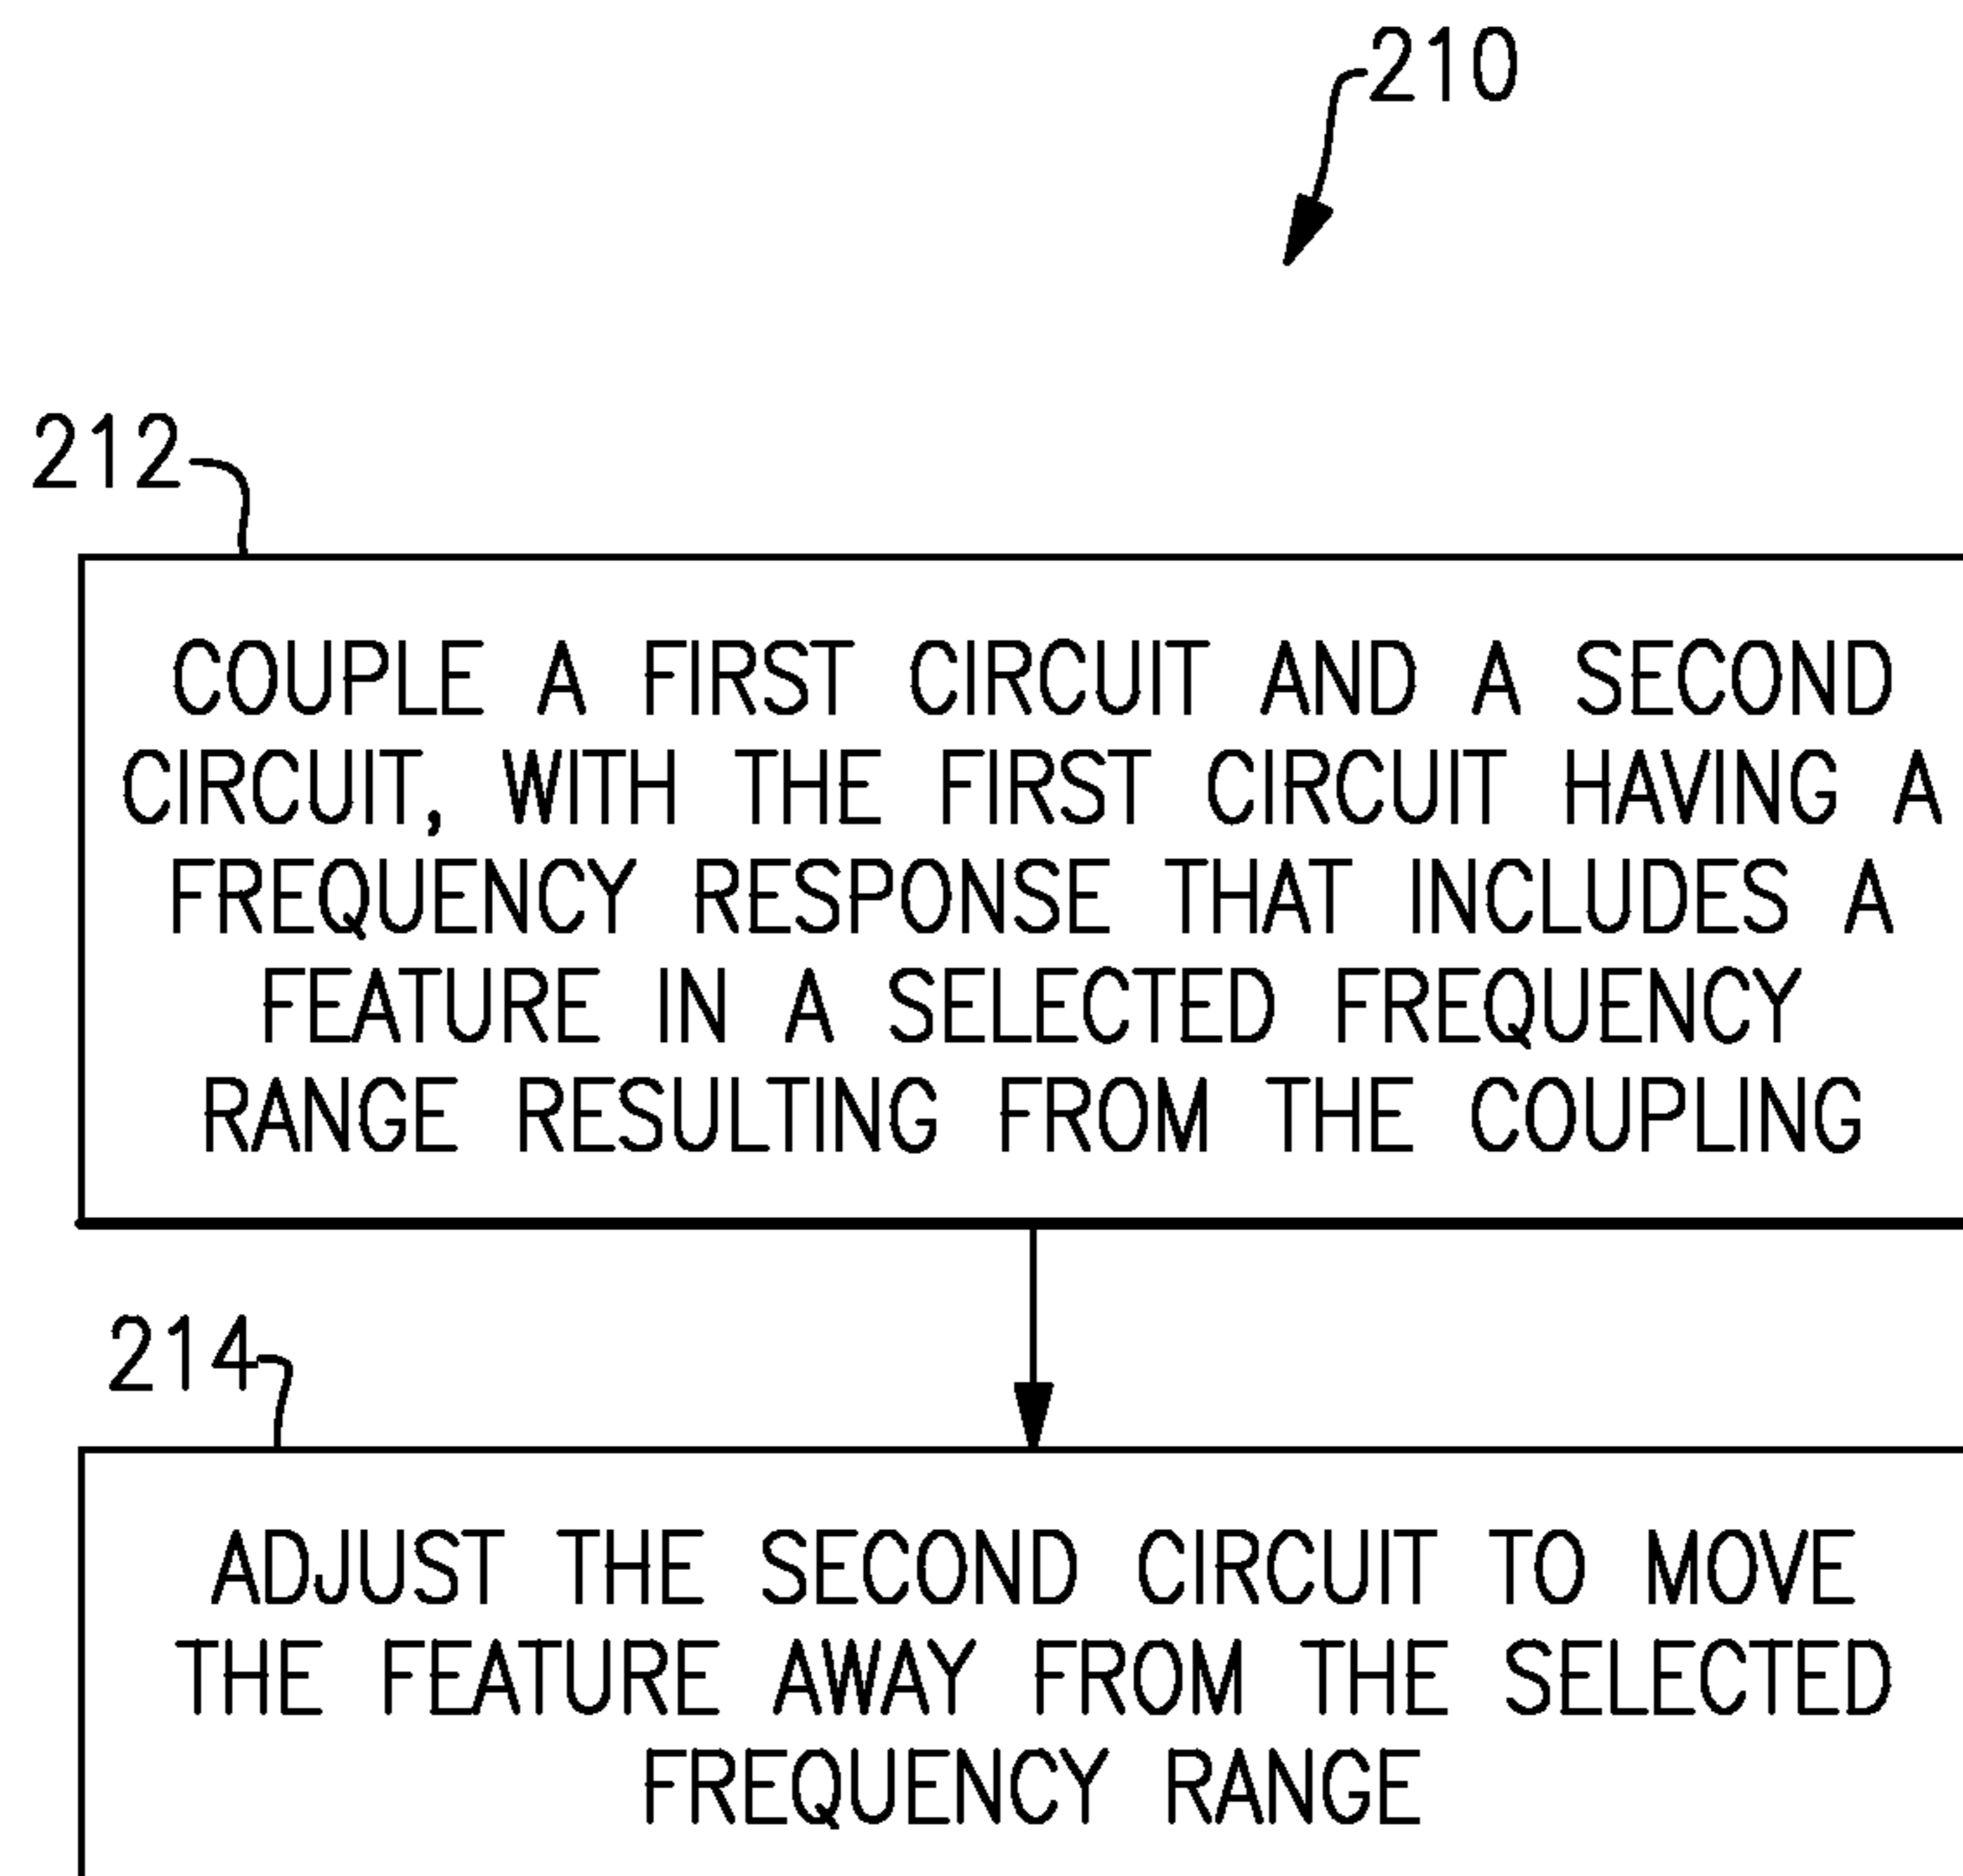 210
212
COUPLE A FIRST CIRCUIT AND A SECOND
CIRCUIT, WITH THE FIRST CIRCUIT HAVING A
FREQUENCY RESPONSE THAT INCLUDES A
FEATURE IN A SELECTED FREQUENCY
RANGE RESULTING FROM THE COUPLING
214
ADJUST THE SECOND CIRCUIT TO MOVE
THE FEATURE AWAY FROM THE SELECTED
FREQUENCY RANGE